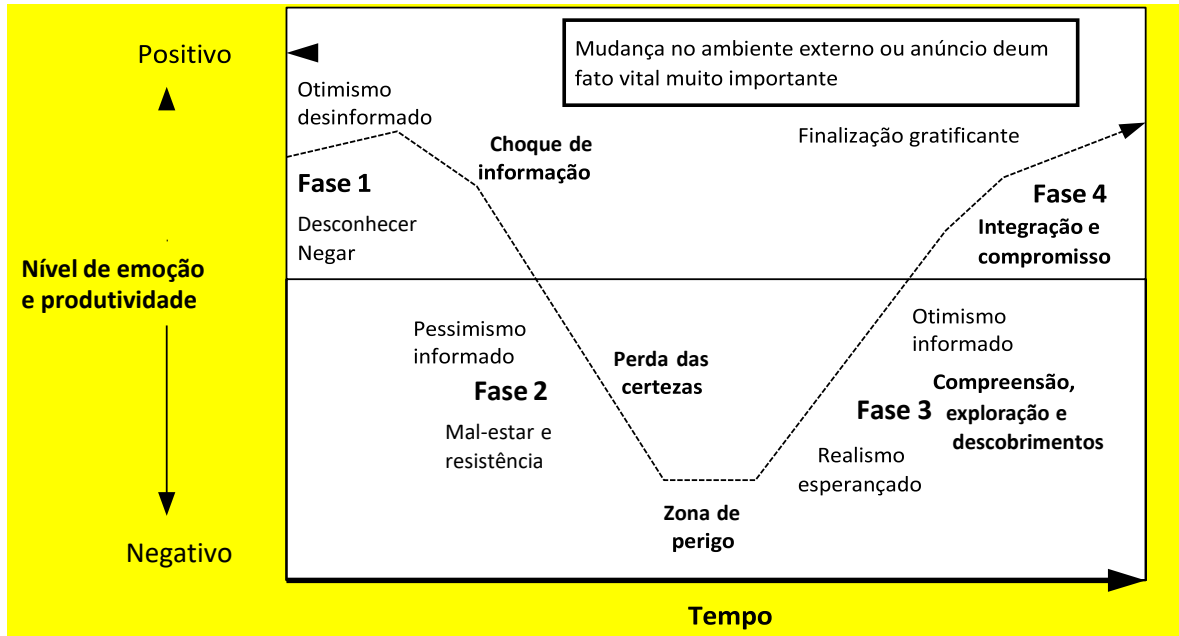 Positivo
Mudança no ambiente externo ou anúncio deum
fato vital muito importante
Otimismo
desinformado
Choque de
informação
Finalização gratificante
Fase 1
Desconhecer
Negar
Fase 4
Integração e
compromisso
Nível de emoção
e produtividade
Pessimismo
informado
Fase 2
Mal-estar e
resistência
Perda das
certezas
Otimismo
informado
Compreensão,
Fase 3 exploração e
descobrimentos
Realismo
esperançado
Zona de
perigo
Negativo
Tempo